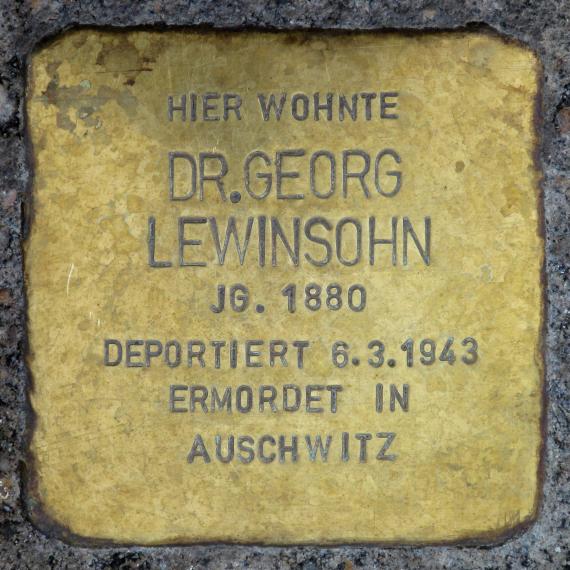 HIER WOHNTE
DR.GEORG
LEWINSOHN
JG. 1880
DEPORTIERT 6.3.1943
ERMORDET IN
AUSCHWITZ